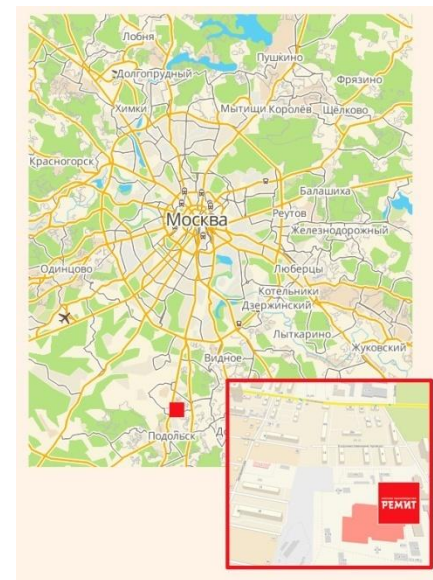 Лобня
Пушкино
Долгопрудный
Фрязино
Химки
Мытищи
Королёв
Щёлково
Красногорск
Балашиха
Москва
Реутов
Железнодорожный
Одинцово
Люберцы
Котельники
Дзержинский
Лыткарино
Жуковский
Видное
Подольск
РЕМИТ